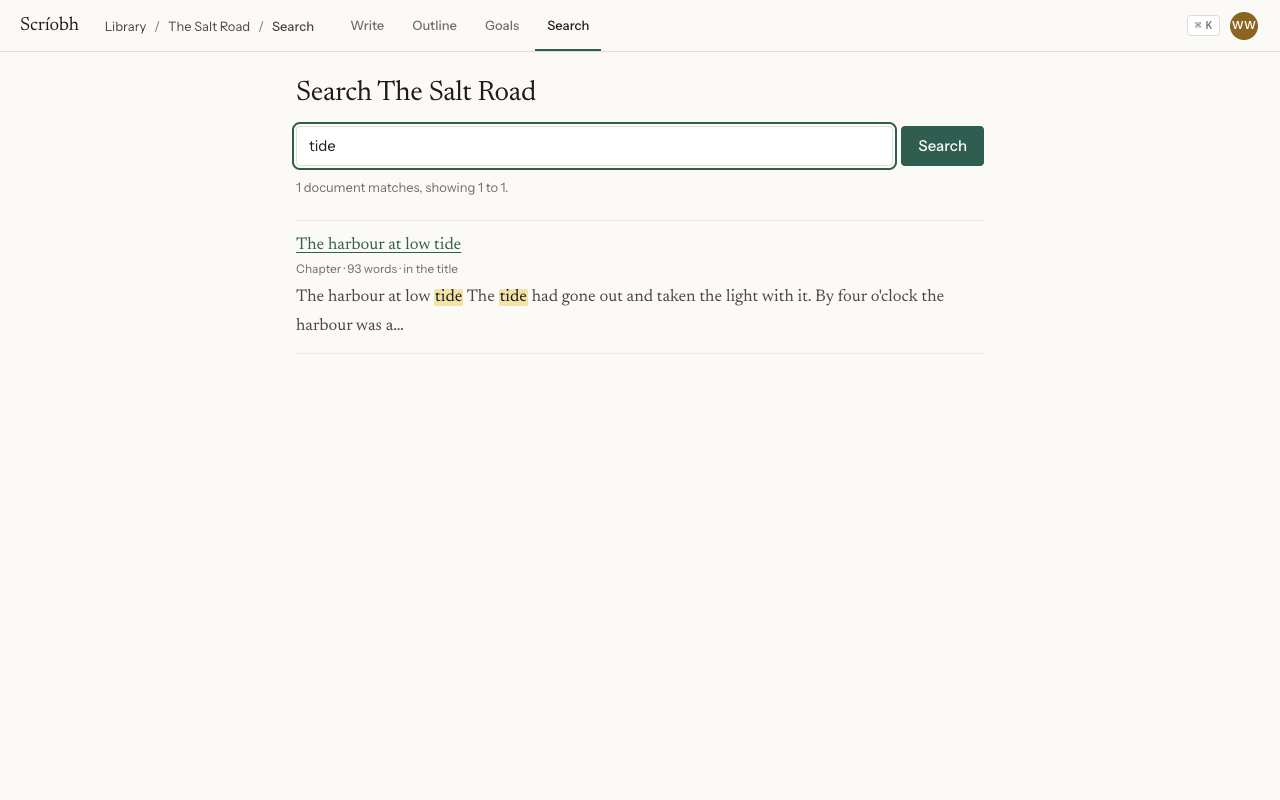 Scríobh
Library / The Salt Road / Search
Write
Outline
Goals
Search
⌘ K
WW
Search The Salt Road
tide
Search
1 document matches, showing 1 to 1.
The harbour at low tide
Chapter · 93 words · in the title
The harbour at low tide The tide had gone out and taken the light with it. By four o'clock the
harbour was a…